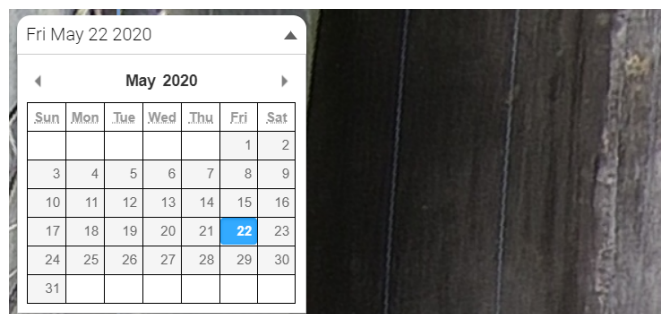 Fri May 22 2020
May 2020
Sun Mon Tue Wed Thu Fri Sat
1 2
3 4 5 6 7 8 9
10 11 12 13 14 15 16
17 18 19 20 21 22 23
24 25 26 27 28 29 30
31